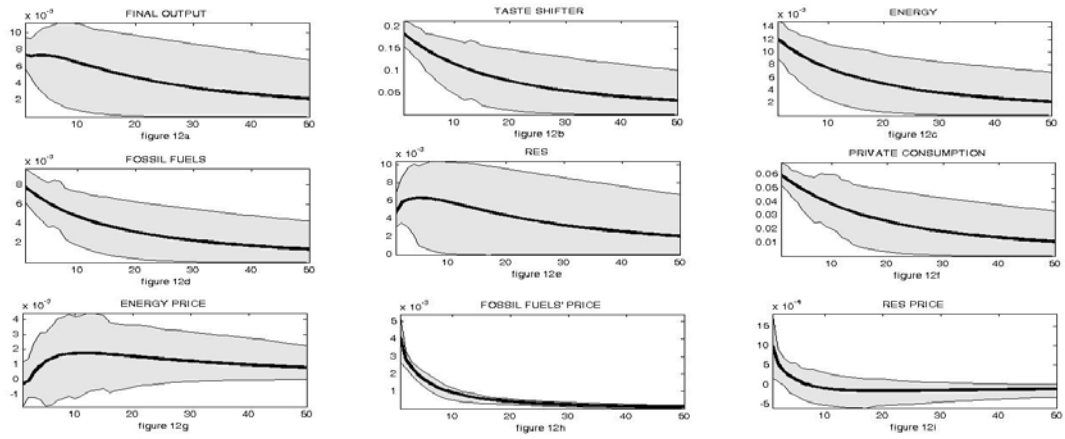 FINAL OUTPUT
x 10⁻³
10
8
6
4
2
10 20 30 40 50
figure 12a
TASTE SHIFTER
0.2
0.15
0.1
0.05
10 20 30 40 50
figure 12b
ENERGY
x 10⁻³
14
12
10
8
6
4
2
10 20 30 40 50
figure 12c
FOSSIL FUELS
x 10⁻³
8
6
4
2
10 20 30 40 50
figure 12d
RES
x 10⁻³
10
8
6
4
2
0
10 20 30 40 50
figure 12e
PRIVATE CONSUMPTION
0.06
0.05
0.04
0.03
0.02
0.01
10 20 30 40 50
figure 12f
ENERGY PRICE
x 10⁻³
4
3
2
1
0
-1
10 20 30 40 50
figure 12g
FOSSIL FUELS' PRICE
x 10⁻³
5
4
3
2
1
10 20 30 40 50
figure 12h
RES PRICE
15
10
5
0
-5
10 20 30 40 50
figure 12i